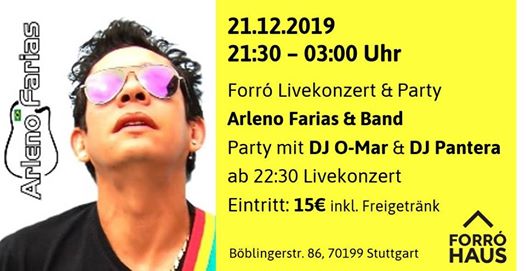 Arleno Farias
21.12.2019
21:30 – 03:00 Uhr
Forró Livekonzert & Party
Arleno Farias & Band
Party mit DJ O-Mar & DJ Pantera
ab 22:30 Livekonzert
Eintritt: 15€ inkl. Freigetränk
Böblingerstr. 86, 70199 Stuttgart
FORRÓ
HAUS